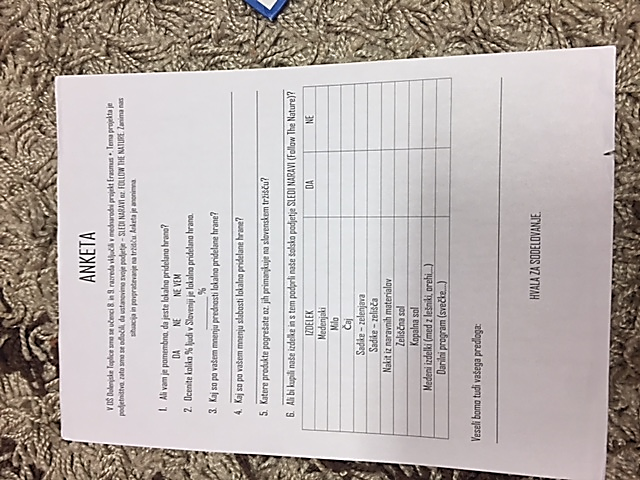 ANKETA
V OŠ Dolenjske Toplice smo se učenci 8. in 9. razreda vključili v mednarodni projekt Erasmus +. Tema projekta je
podjetništvo, zato smo se odločili, da ustanovimo svoje podjetje – SLEDI NARAVI oz. FOLLOW THE NATURE. Zanima nas
situacija in povpraševanje na tržišču. Anketa je anonimna.
1. Ali vam je pomembno, da jeste lokalno pridelano hrano?
DA NE NE VEM
2. Ocenite koliko % ljudi v Sloveniji je lokalno pridelano hrano.
%
3. Kaj so po vašem mnenju prednosti lokalno pridelane hrane?
4. Kaj so po vašem mnenju slabosti lokalno pridelane hrane?
5. Katere produkte pogrešate oz. jih primanjkuje na slovenskem tržišču?
6. Ali bi kupili naše izdelke in s tem podprli naše šolsko podjetje SLEDI NARAVI (Follow The Nature)?
IZDELEK DA NE
Medenjaki
Milo
Čaj
Sadike – zelenjava
Sadike – zelišča
Nakit iz naravnih materialov
Zeliščna sol
Kopalna sol
Medeni izdelki (med z lešniki, orehi...)
Darilni program (svečke...)
Veseli bomo tudi vašega predloga:
HVALA ZA SODELOVANJE.